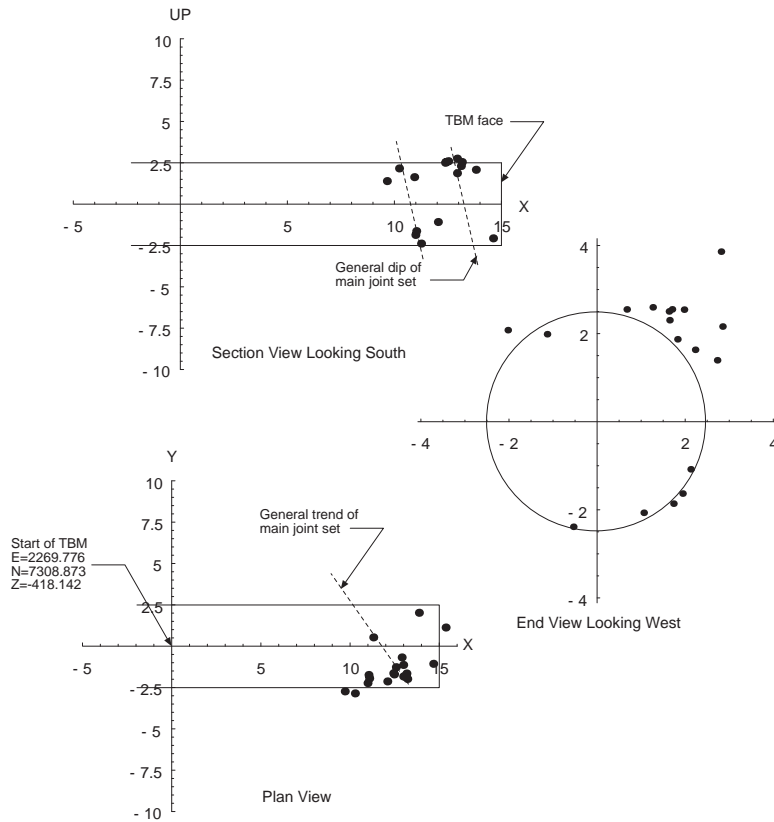 UP
10
7.5
5
2.5
TBM face
- 5
5
10
15
X
- 2.5
- 5
- 7.5
- 10
General dip of
main joint set
Section View Looking South
4
2
- 4
- 2
2
4
- 2
- 4
End View Looking West
Y
10
7.5
5
2.5
General trend of
main joint set
Start of TBM
E=2269.776
N=7308.873
Z=-418.142
- 5
5
10
15
X
- 2.5
- 5
- 7.5
- 10
Plan View